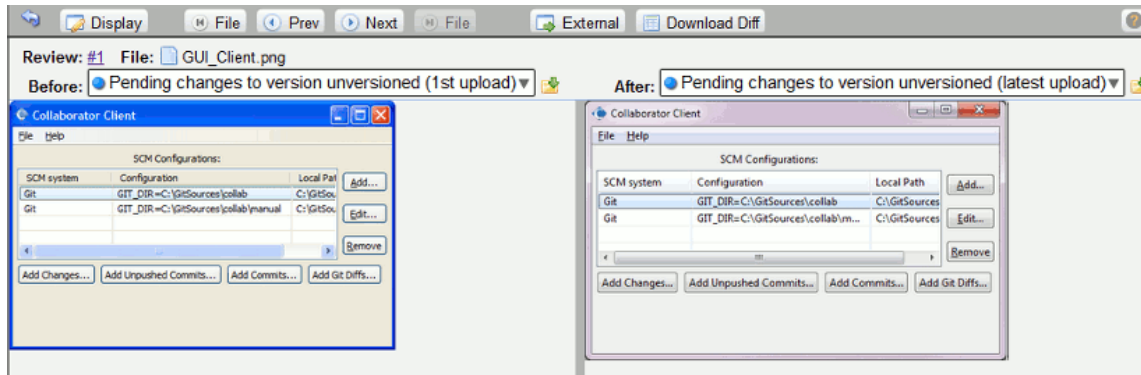 Display File Prev Next File External Download Diff
Review: #1 File: GUI_Client.png
Before: Pending changes to version unversioned (1st upload) After: Pending changes to version unversioned (latest upload)
Collaborator Client
File Help
SCM Configurations:
SCM system Configuration Local Pat
Git GIT_DIR=C:\GitSources\collab C:\GitSou
Git GIT_DIR=C:\GitSources\collab\manual C:\GitSou
Add...
Edit...
Remove
Add Changes... Add Unpushed Commits... Add Commits... Add Git Diffs...
Collaborator Client
File Help
SCM Configurations:
SCM system Configuration Local Path
Git GIT_DIR=C:\GitSources\collab C:\GitSources
Git GIT_DIR=C:\GitSources\collab\m... C:\GitSources
Add...
Edit...
Remove
Add Changes... Add Unpushed Commits... Add Commits... Add Git Diffs...